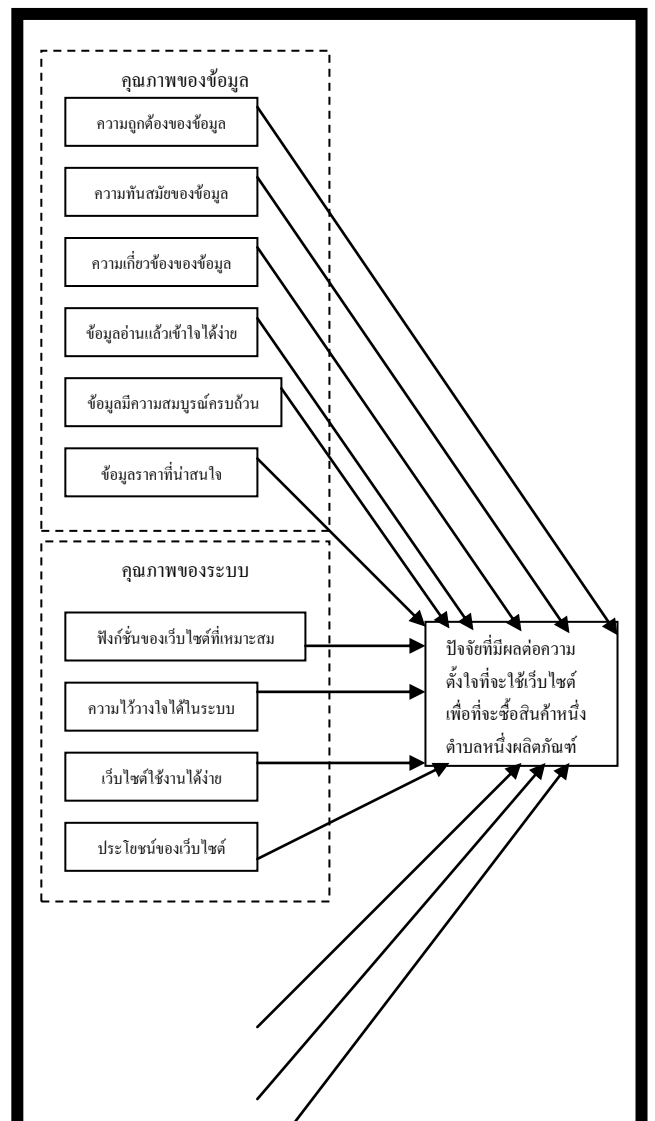 คุณภาพของข้อมูล
ความถูกต้องของข้อมูล
ความทันสมัยของข้อมูล
ความเกี่ยวข้องของข้อมูล
ข้อมูลอ่านแล้วเข้าใจได้ง่าย
ข้อมูลมีความสมบูรณ์ครบถ้วน
ข้อมูลราคาที่น่าสนใจ
คุณภาพของระบบ
ฟังก์ชั่นของเว็บไซต์ที่เหมาะสม
ความไว้วางใจได้ในระบบ
เว็บไซต์ใช้งานได้ง่าย
ประโยชน์ของเว็บไซต์
ปัจจัยที่มีผลต่อความ
ตั้งใจที่จะใช้เว็บไซต์
เพื่อที่จะซื้อสินค้าหนึ่ง
ตำบลหนึ่งผลิตภัณฑ์